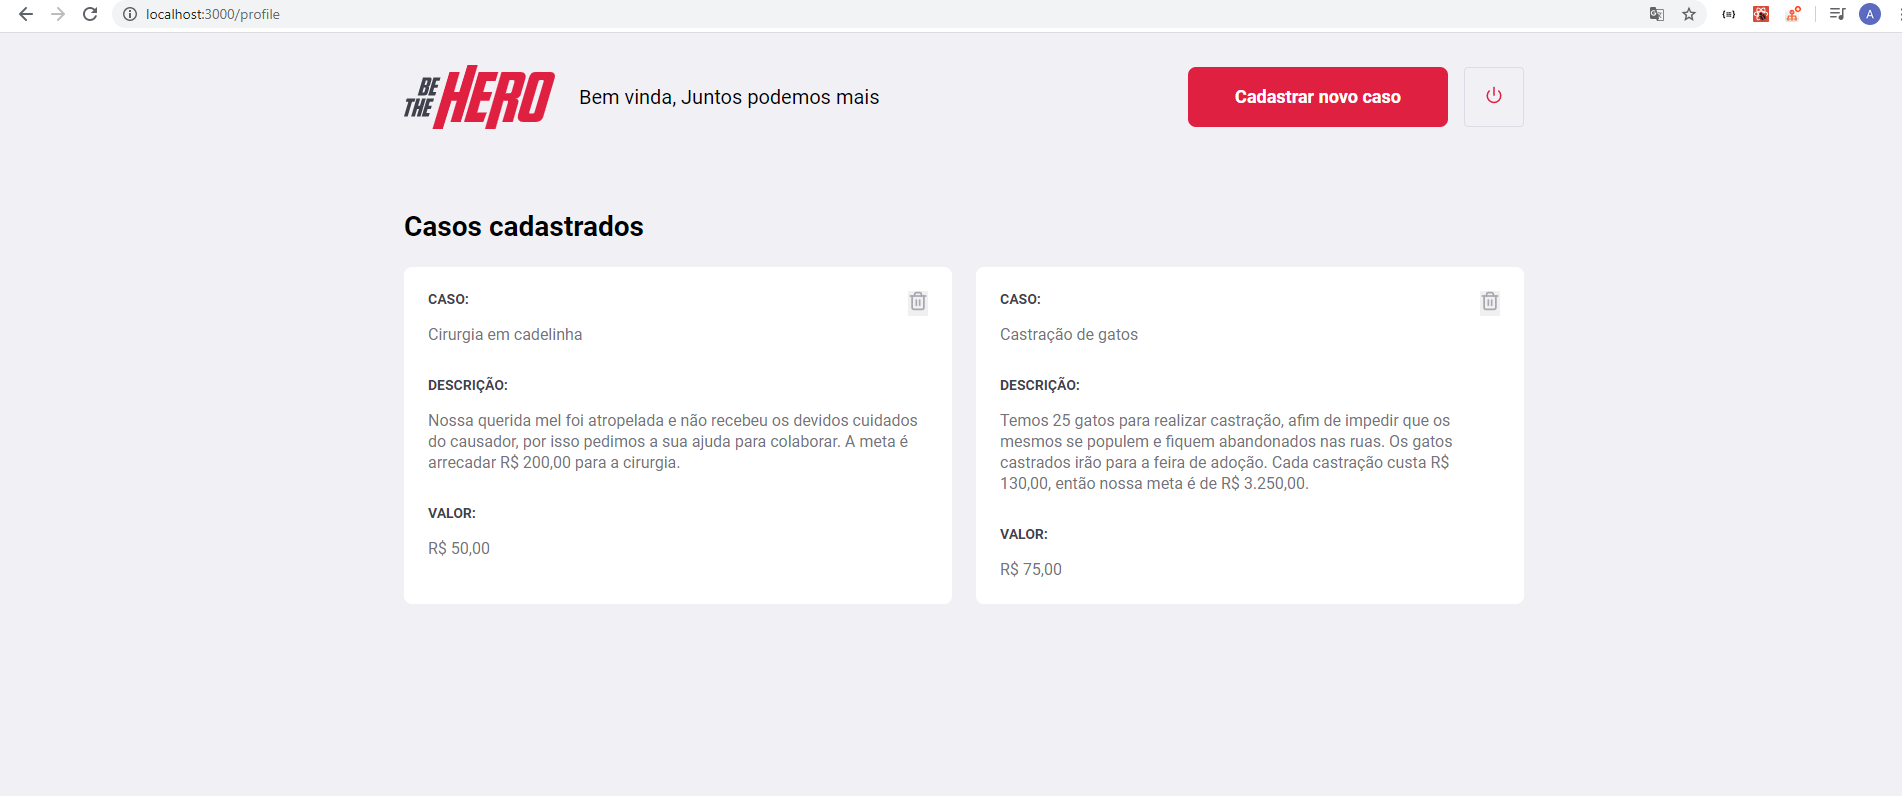 localhost:3000/profile
A
BE
THE
HERO
Bem vinda, Juntos podemos mais
Cadastrar novo caso
Casos cadastrados
CASO:
Cirurgia em cadelinha
DESCRIÇÃO:
Nossa querida mel foi atropelada e não recebeu os devidos cuidados
do causador, por isso pedimos a sua ajuda para colaborar. A meta é
arrecadar R$ 200,00 para a cirurgia.
VALOR:
R$ 50,00
CASO:
Castração de gatos
DESCRIÇÃO:
Temos 25 gatos para realizar castração, afim de impedir que os
mesmos se populem e fiquem abandonados nas ruas. Os gatos
castrados irão para a feira de adoção. Cada castração custa R$
130,00, então nossa meta é de R$ 3.250,00.
VALOR:
R$ 75,00